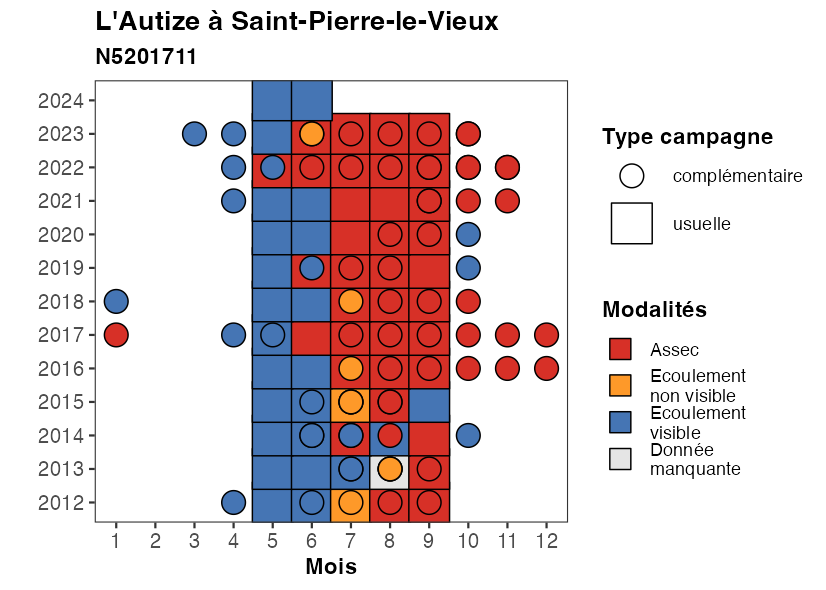 L'Autize à Saint-Pierre-le-Vieux
N5201711
2024
2023
2022
2021
2020
2019
2018
2017
2016
2015
2014
2013
2012
1 2 3 4 5 6 7 8 9 10 11 12
Mois
Type campagne
complémentaire
usuelle
Modalités
Assec
Ecoulement
non visible
Ecoulement
visible
Donnée
manquante